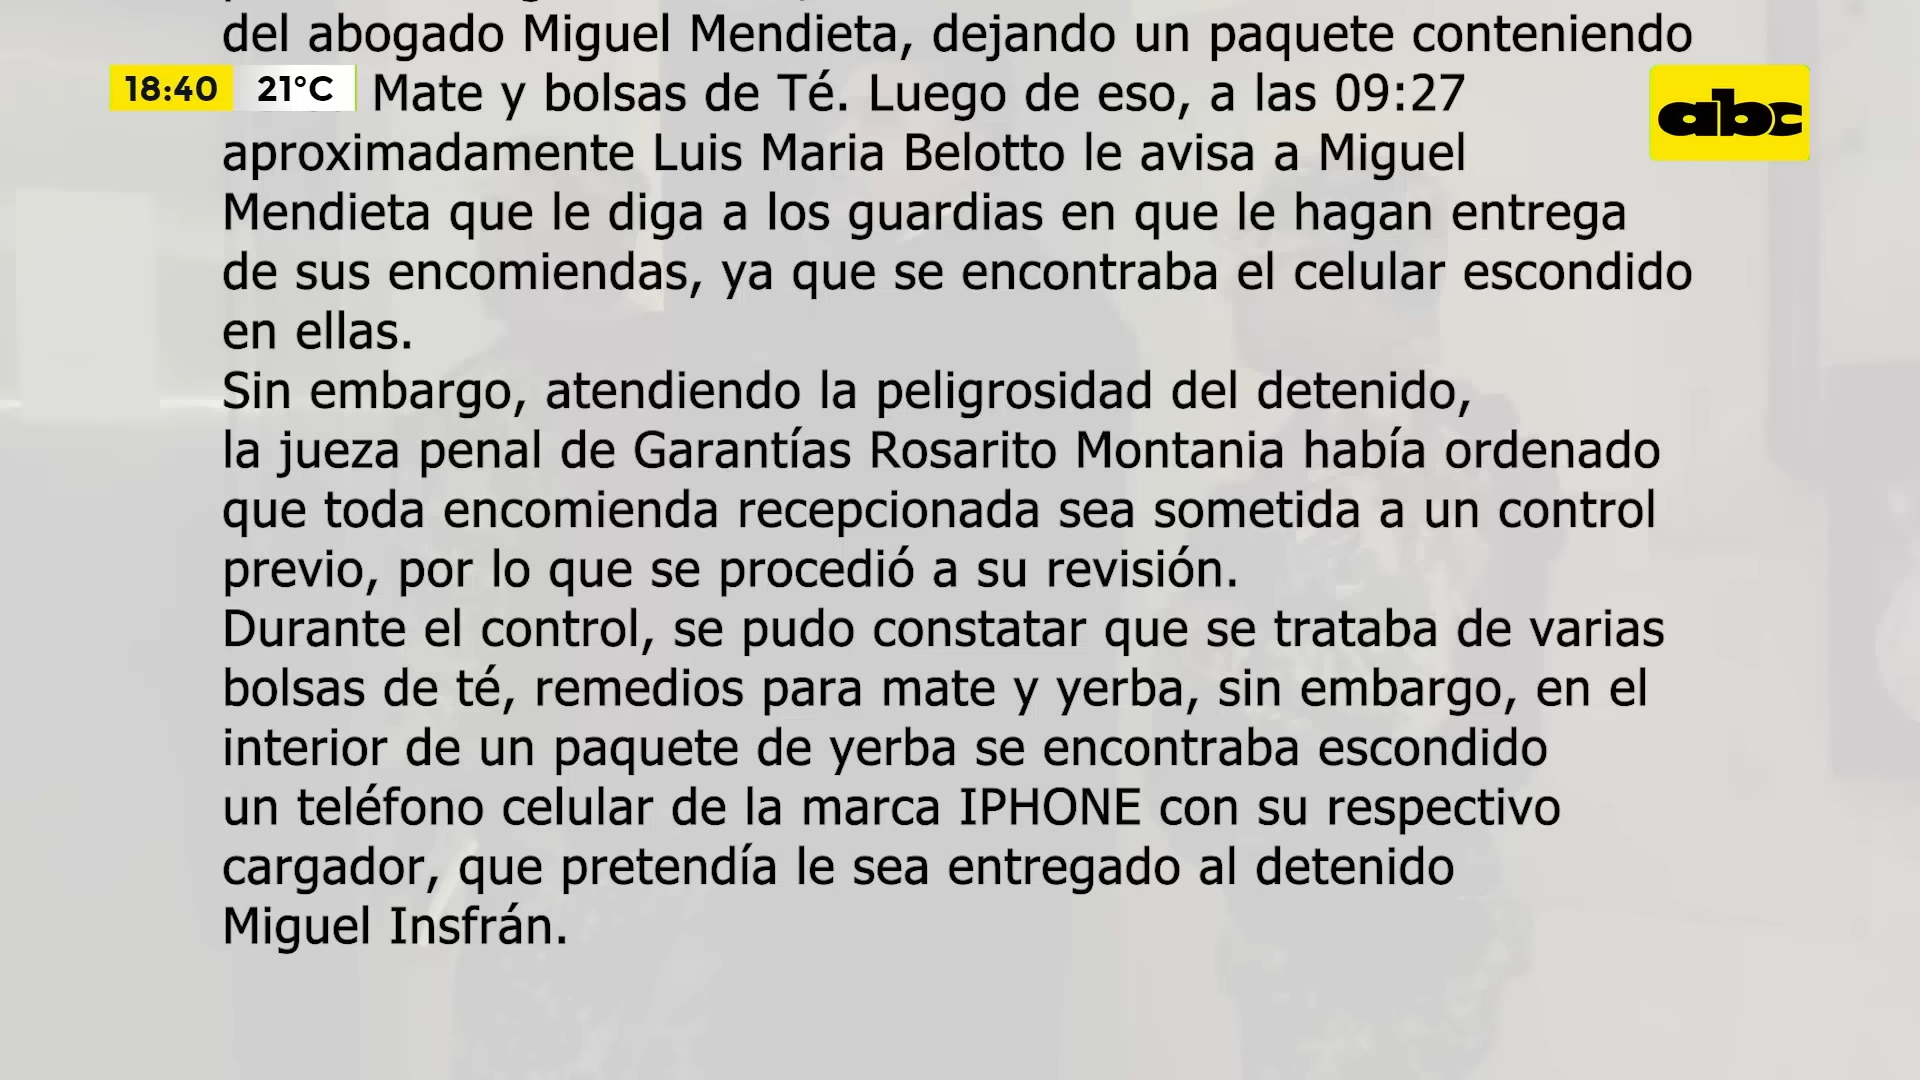 del abogado Miguel Mendieta, dejando un paquete conteniendo
18:40 21°C
Mate y bolsas de Té. Luego de eso, a las 09:27
abc
aproximadamente Luis Maria Belotto le avisa a Miguel
Mendieta que le diga a los guardias en que le hagan entrega
de sus encomiendas, ya que se encontraba el celular escondido
en ellas.
Sin embargo, atendiendo la peligrosidad del detenido,
la jueza penal de Garantías Rosarito Montania había ordenado
que toda encomienda recepcionada sea sometida a un control
previo, por lo que se procedió a su revisión.
Durante el control, se pudo constatar que se trataba de varias
bolsas de té, remedios para mate y yerba, sin embargo, en el
interior de un paquete de yerba se encontraba escondido
un teléfono celular de la marca IPHONE con su respectivo
cargador, que pretendía le sea entregado al detenido
Miguel Insfrán.